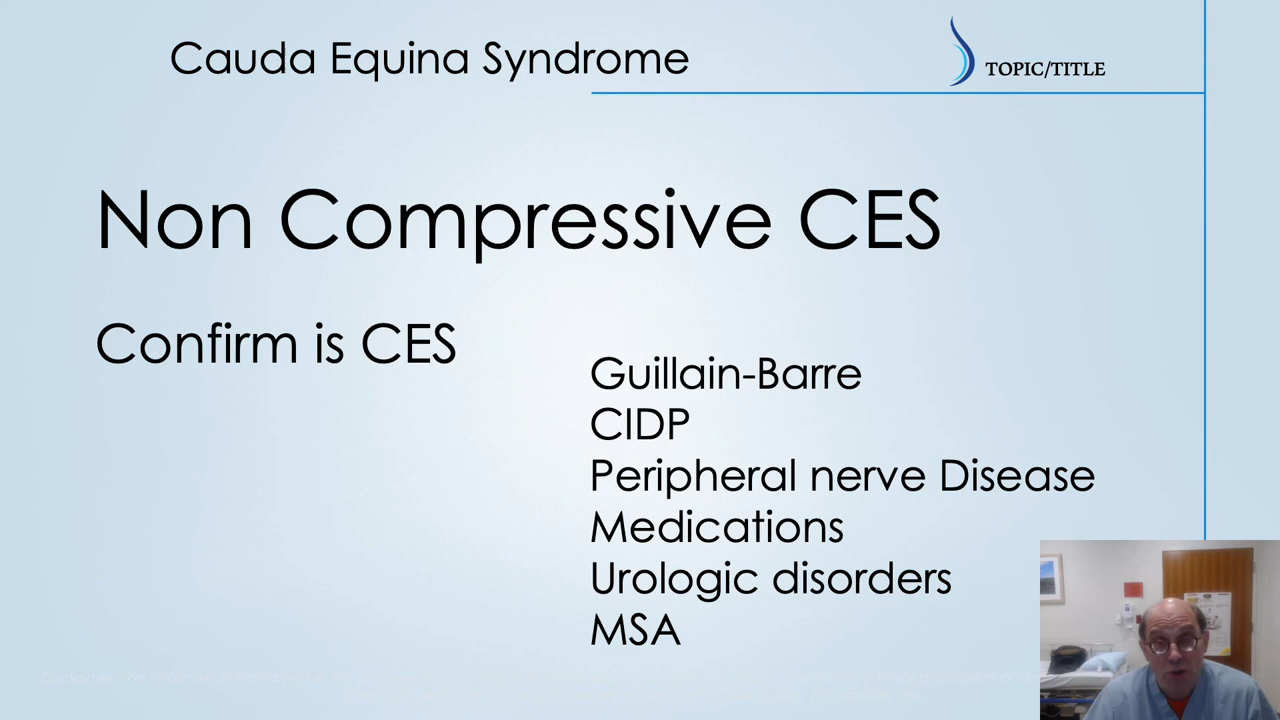 Cauda Equina Syndrome
TOPIC/TITLE
Non Compressive CES
Confirm is CES
Guillain-Barre
CIDP
Peripheral nerve Disease
Medications
Urologic disorders
MSA